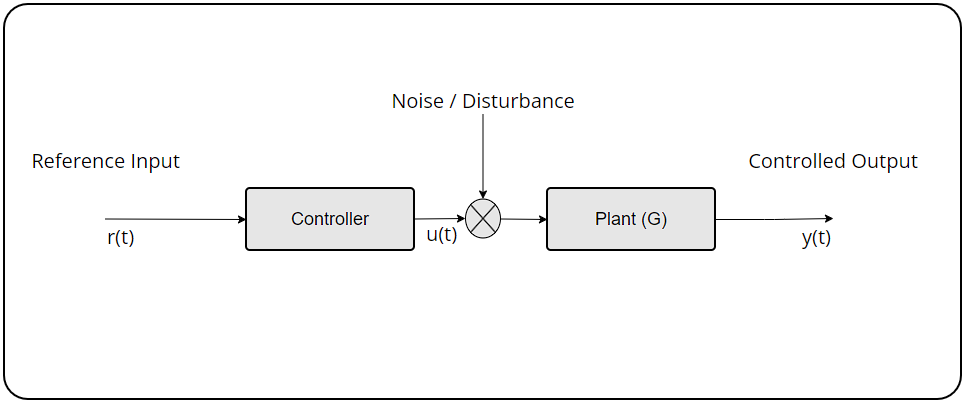 Noise / Disturbance
Reference Input
Controlled Output
Controller
Plant (G)
r(t)
u(t)
y(t)